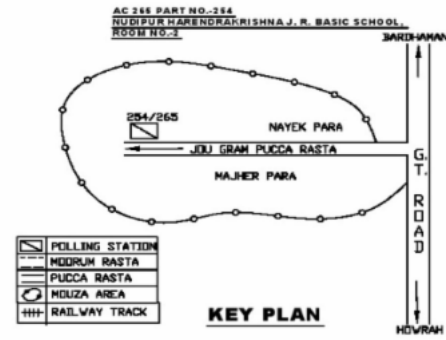 AC 265 PART NO.-254
NUDIPUR HARENDRAKRISHNA J. R. BASIC SCHOOL,
ROOM NO.-2
BARDHAMAN
254/265
NAYEK PARA
JOU GRAM PUCCA RASTA
MAJHER PARA
G.T. ROAD
POLLING STATION
MOORUM RASTA
PUCCA RASTA
MOUZA AREA
RAILWAY TRACK
KEY PLAN
HOWRAH